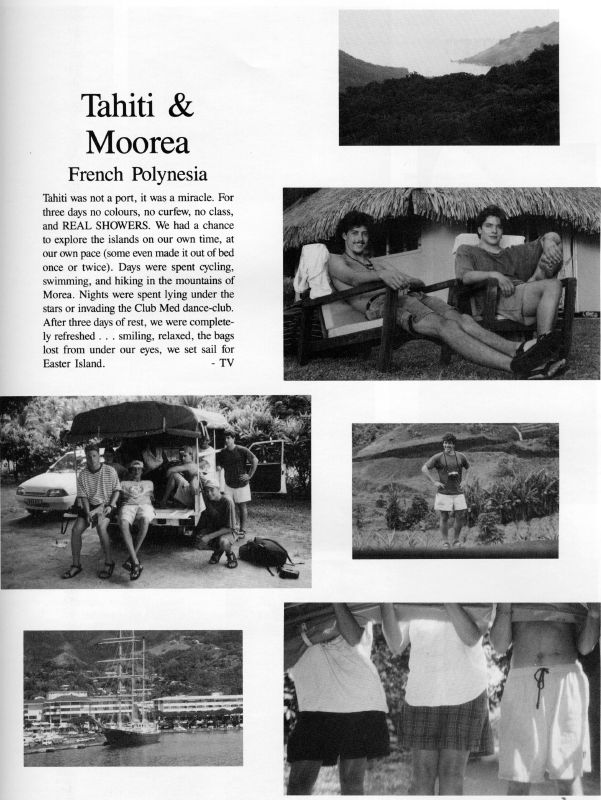 Tahiti &
Moorea
French Polynesia
Tahiti was not a port, it was a miracle. For
three days no colours, no curfew, no class,
and REAL SHOWERS. We had a chance
to explore the islands on our own time, at
our own pace (some even made it out of bed
once or twice). Days were spent cycling,
swimming, and hiking in the mountains of
Morea. Nights were spent lying under the
stars or invading the Club Med dance-club.
After three days of rest, we were complete-
ly refreshed . . . smiling, relaxed, the bags
lost from under our eyes, we set sail for
Easter Island. - TV